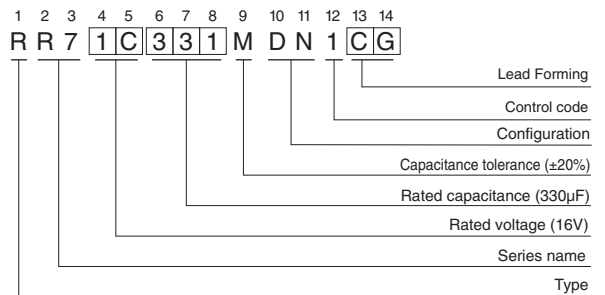 1 2 3 4 5 6 7 8 9 10 11 12 13 14
R R 7 1 C 3 3 1 M D N 1 C G
Lead Forming
Control code
Configuration
Capacitance tolerance (±20%)
Rated capacitance (330µF)
Rated voltage (16V)
Series name
Type